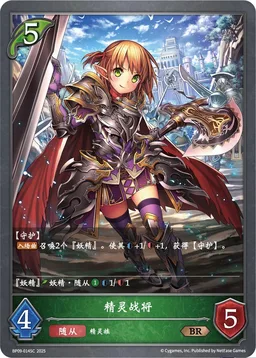 5
【守护】
入场曲 召唤2个『妖精』。使其+1/+1，获得【守护】。
『妖精』妖精・随从 1 1/1
精灵战将
4
随从 精灵族
BR
5
BP09-014SC 2025
© Cygames, Inc. Published by NetEase Games